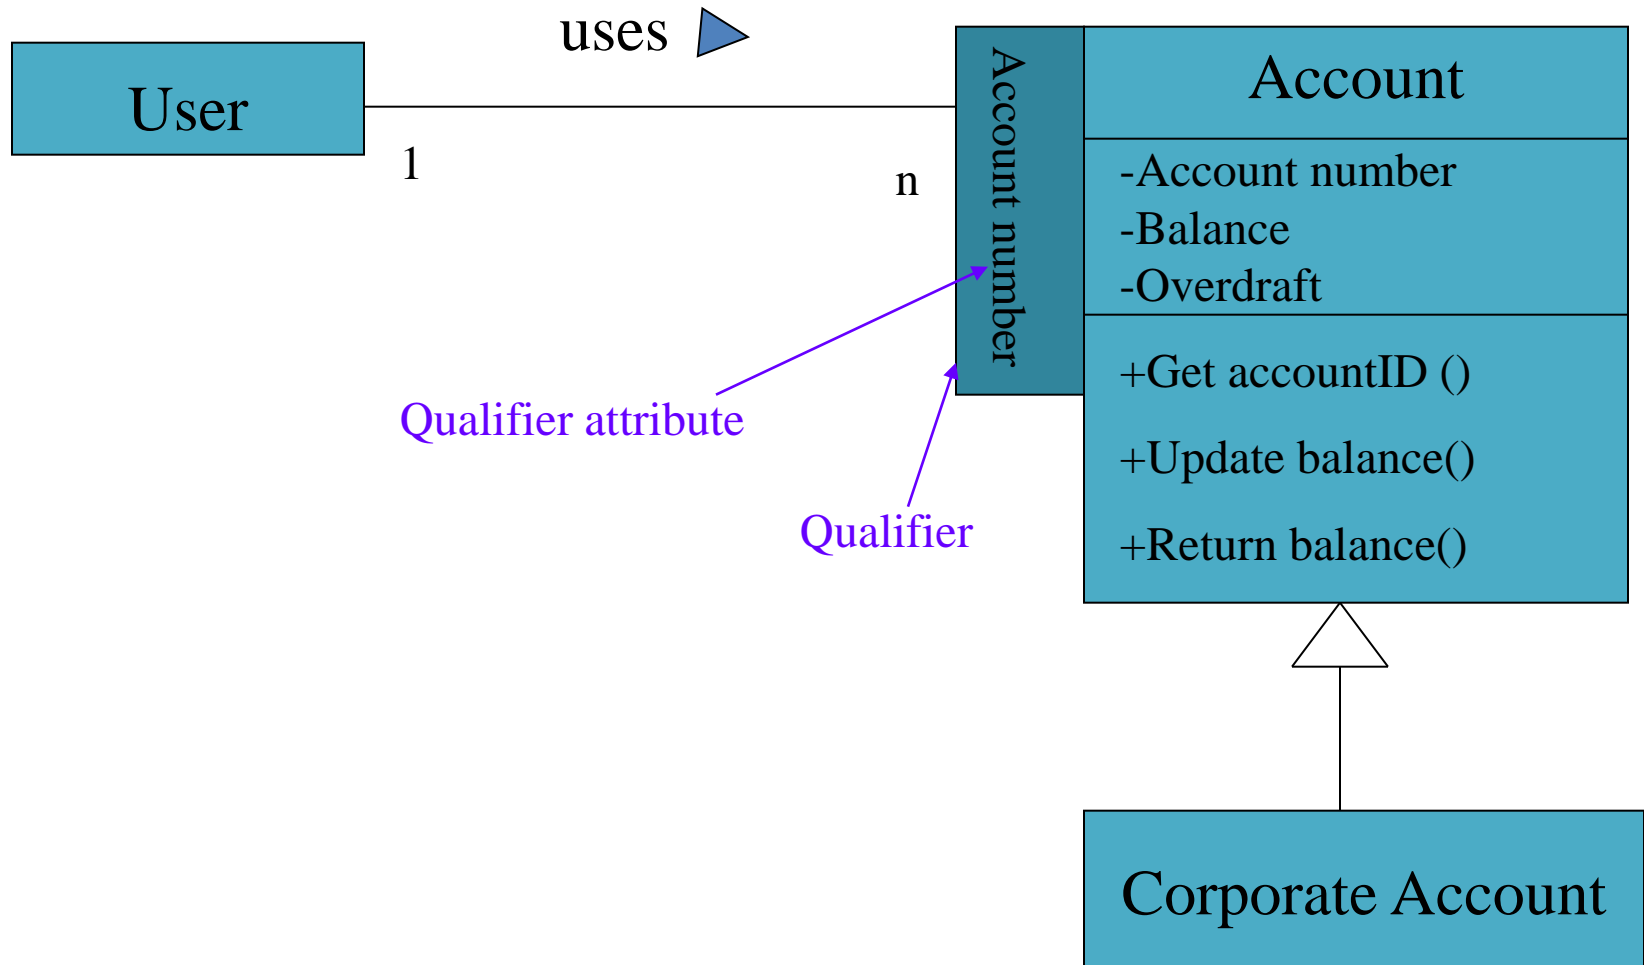 uses
User
1
n
Account number
Account
-Account number
-Balance
-Overdraft
+Get accountID ()
+Update balance()
+Return balance()
Qualifier attribute
Qualifier
Corporate Account